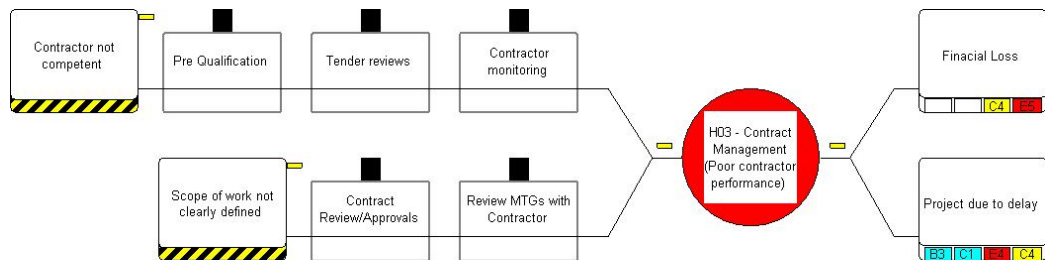 Contractor not
competent
Pre Qualification
Tender reviews
Contractor
monitoring
Finacial Loss
C4
E5
H03 - Contract
Management
(Poor contractor
performance)
Scope of work not
clearly defined
Contract
Review/Approvals
Review MTGs with
Contractor
Project due to delay
B3
C1
E4
C4